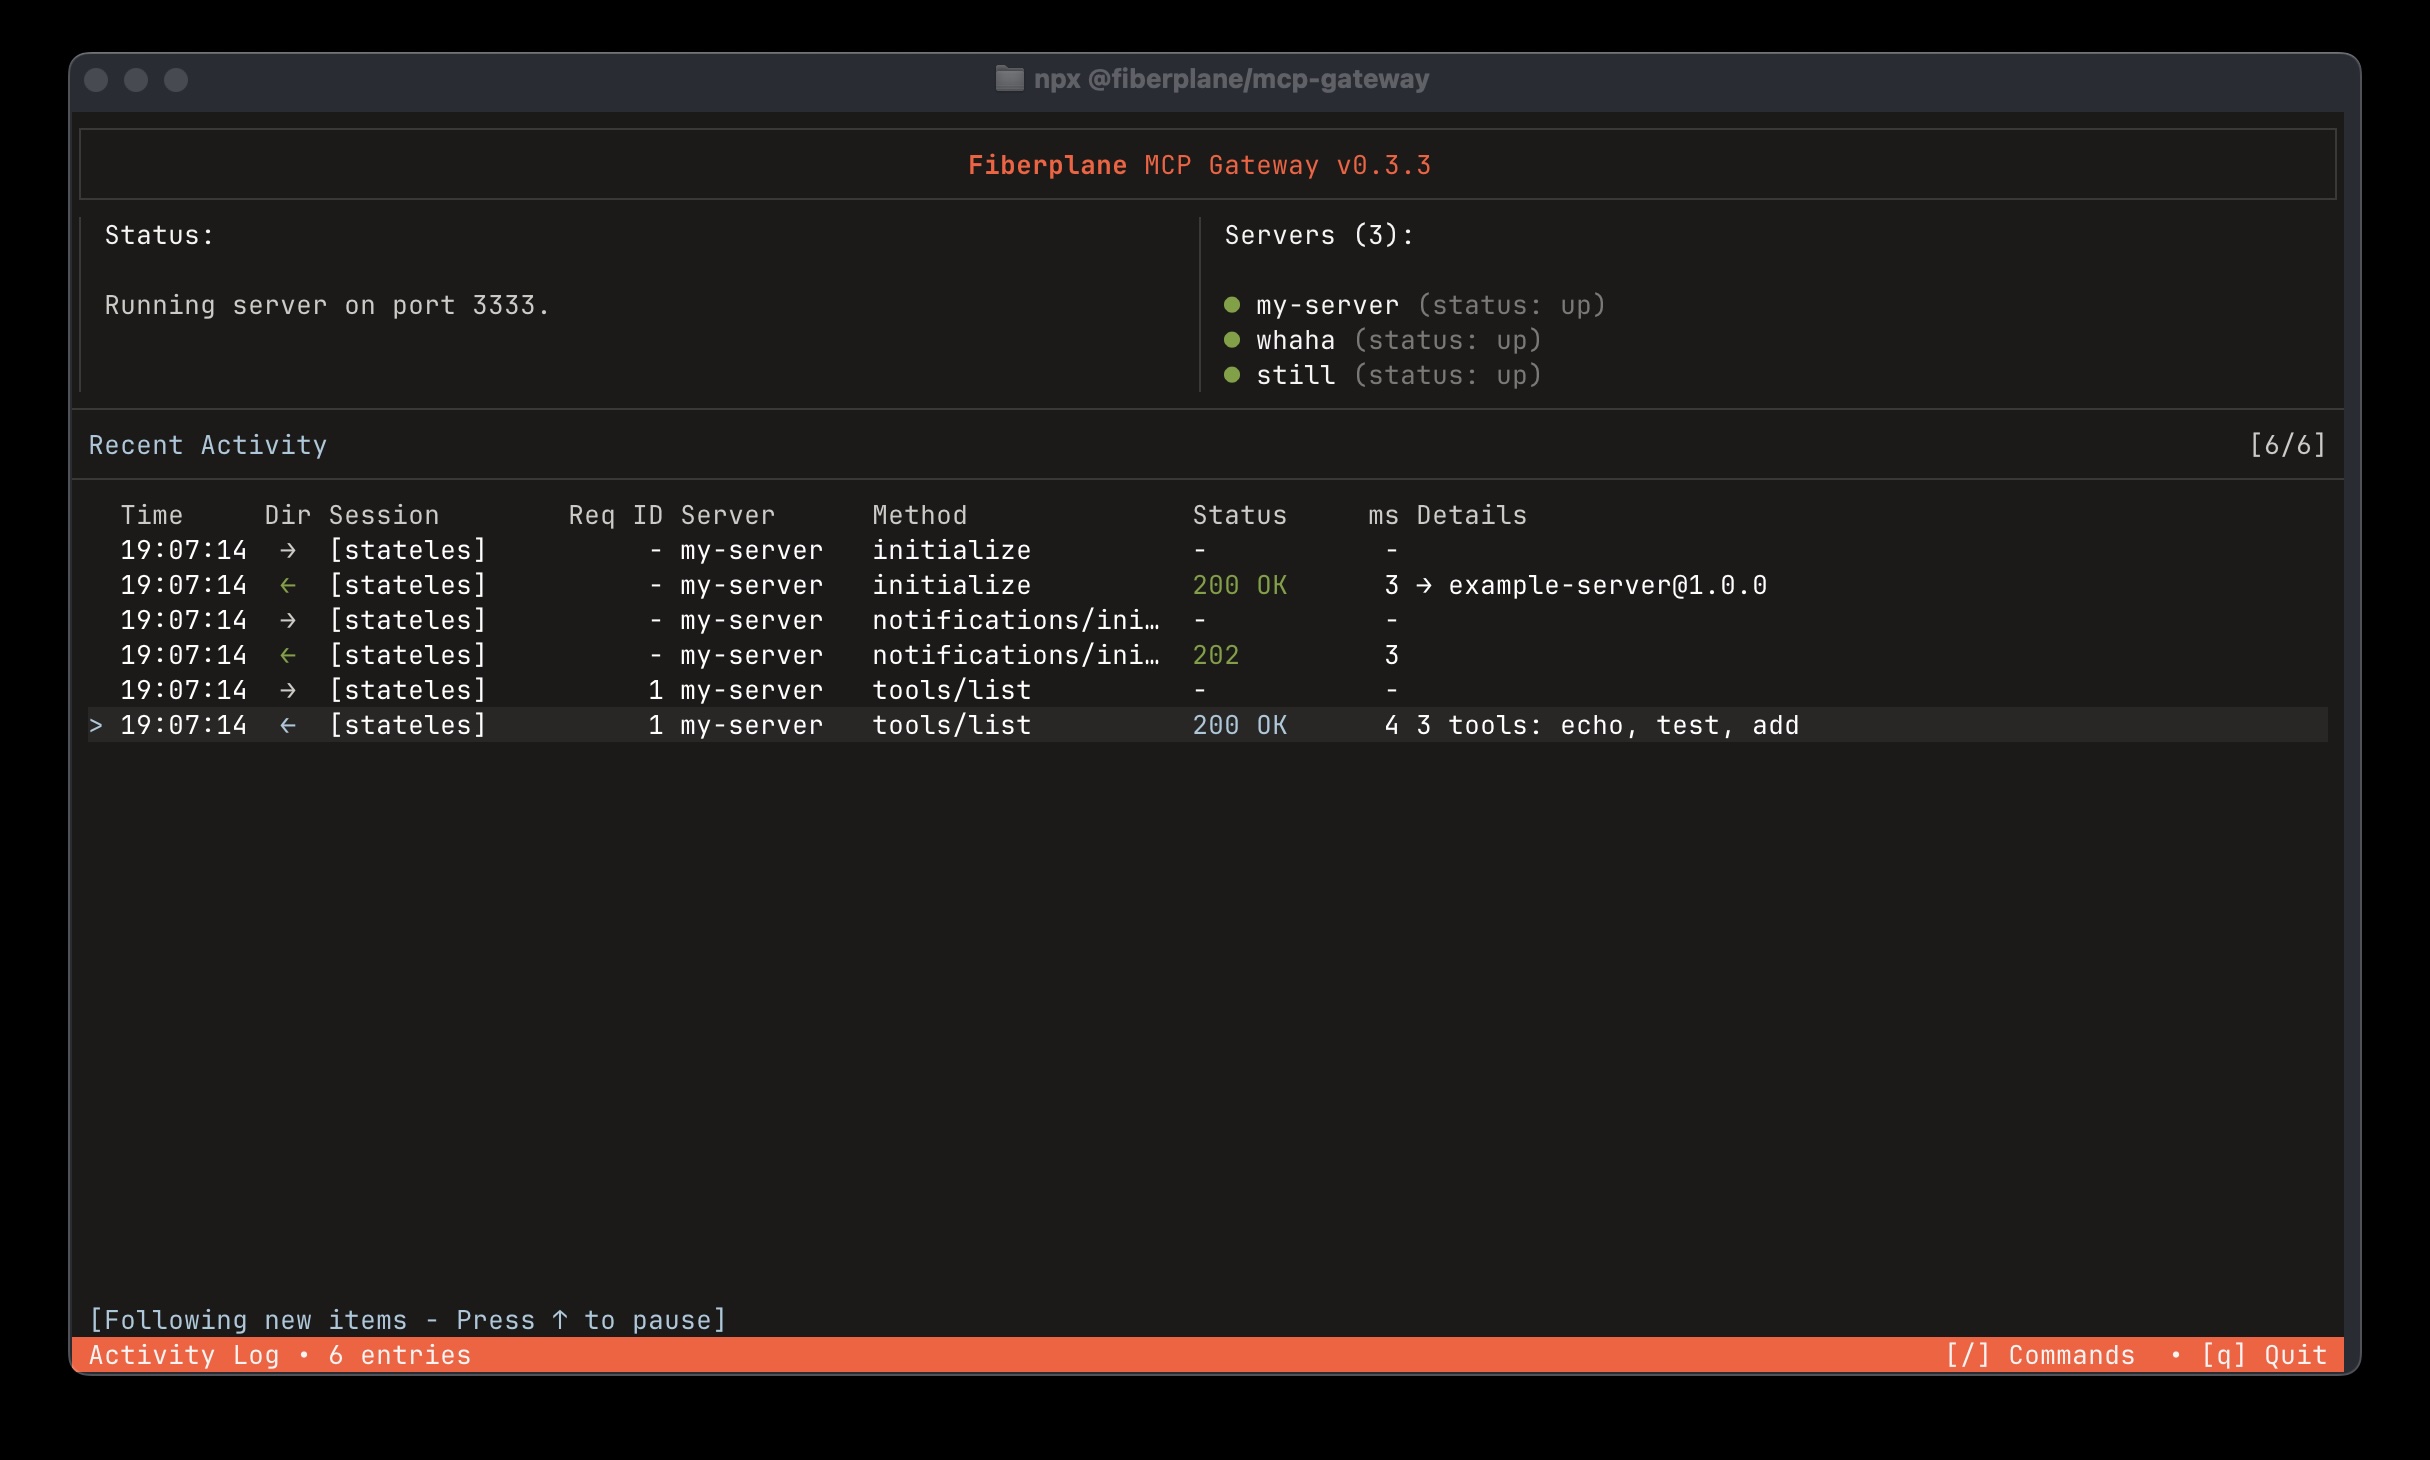 npx @fiberplane/mcp-gateway
Fiberplane MCP Gateway v0.3.3
Status:
Running server on port 3333.
Servers (3):
● my-server (status: up)
● whaha (status: up)
● still (status: up)
Recent Activity [6/6]
Time Dir Session Req ID Server Method Status ms Details
19:07:14 → [stateles] - my-server initialize - -
19:07:14 ← [stateles] - my-server initialize 200 OK 3 → example-server@1.0.0
19:07:14 → [stateles] - my-server notifications/ini… - -
19:07:14 ← [stateles] - my-server notifications/ini… 202 3
19:07:14 → [stateles] 1 my-server tools/list - -
> 19:07:14 ← [stateles] 1 my-server tools/list 200 OK 4 3 tools: echo, test, add
[Following new items - Press ↑ to pause]
Activity Log • 6 entries [/] Commands • [q] Quit